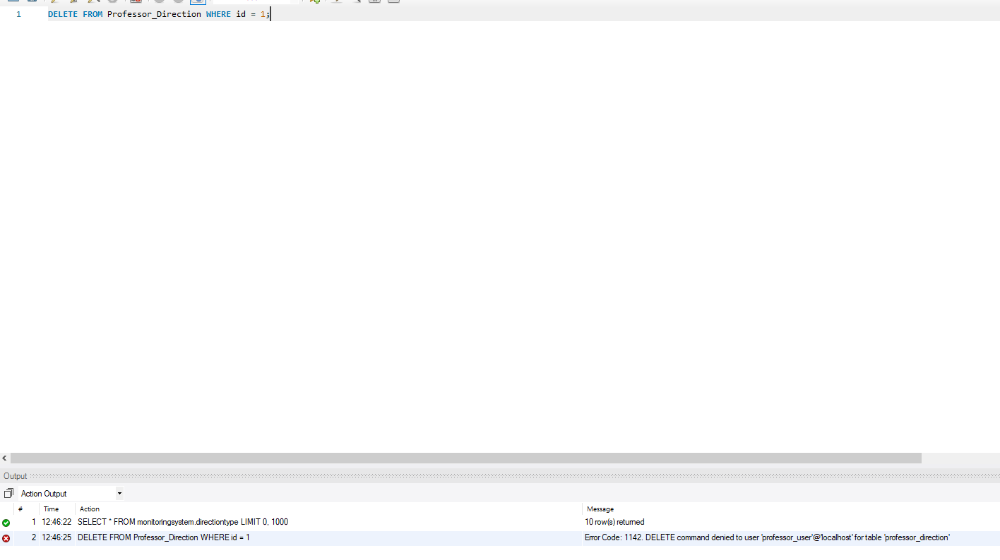 1 DELETE FROM Professor_Direction WHERE id = 1;
Output
Action Output
# Time Action Message
1 12:46:22 SELECT * FROM monitoringsystem.directiontype LIMIT 0, 1000 10 row(s) returned
2 12:46:25 DELETE FROM Professor_Direction WHERE id = 1 Error Code: 1142. DELETE command denied to user 'professor_user'@'localhost' for table 'professor_direction'